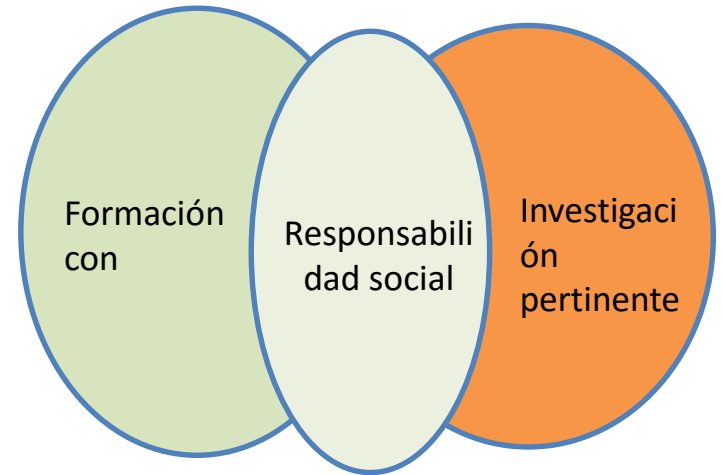 Formación
con
Responsabili
dad social
Investigaci
ón
pertinente